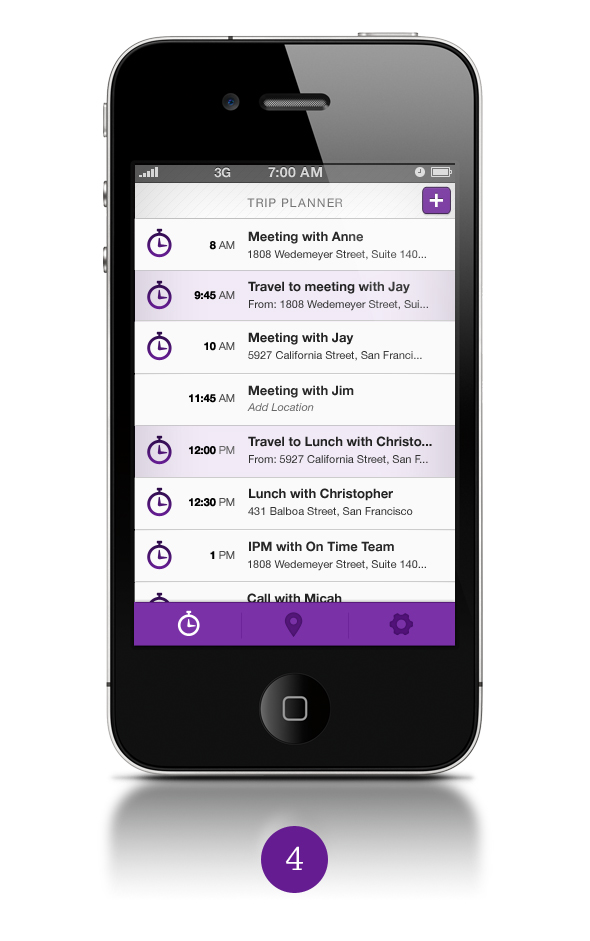 3G 7:00 AM
TRIP PLANNER +
8 AM Meeting with Anne
1808 Wedemeyer Street, Suite 140...
9:45 AM Travel to meeting with Jay
From: 1808 Wedemeyer Street, Sui...
10 AM Meeting with Jay
5927 California Street, San Franci...
11:45 AM Meeting with Jim
Add Location
12:00 PM Travel to Lunch with Christo...
From: 5927 California Street, San F...
12:30 PM Lunch with Christopher
431 Balboa Street, San Francisco
1 PM IPM with On Time Team
1808 Wedemeyer Street, Suite 140...
Call with Micah
4